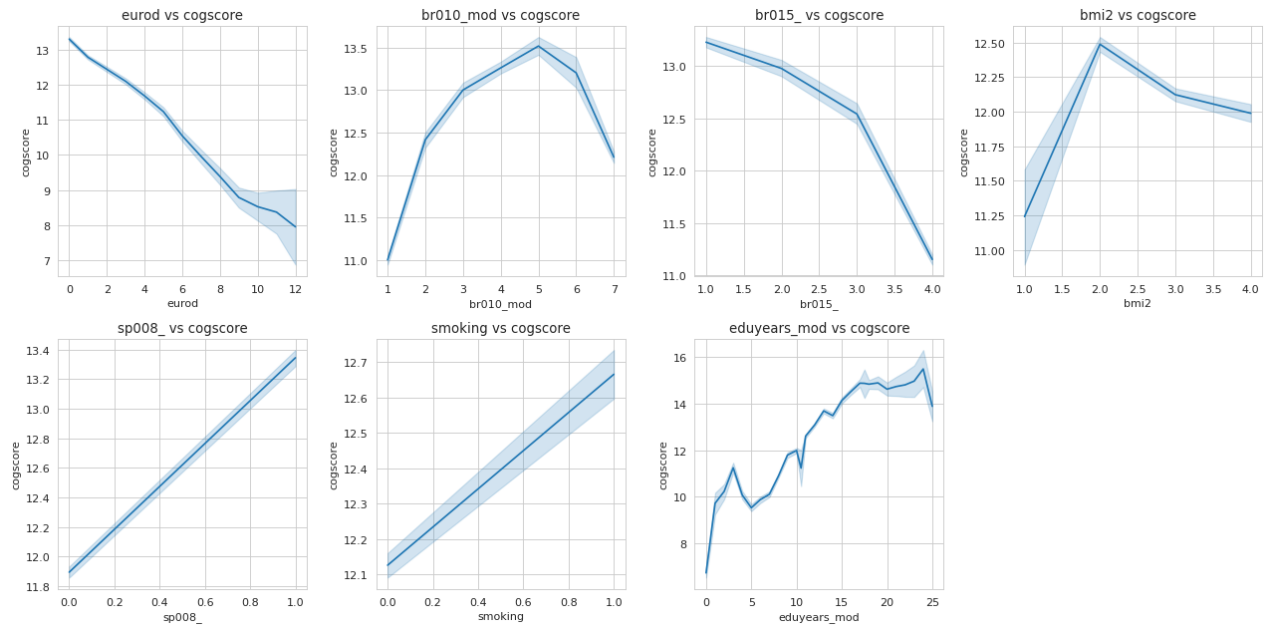 eurod vs cogscore
13
12
11
10
9
8
7
cogscore
0 2 4 6 8 10 12
eurod
br010_mod vs cogscore
13.5
13.0
12.5
12.0
11.5
11.0
cogscore
1 2 3 4 5 6 7
br010_mod
br015_ vs cogscore
13.0
12.5
12.0
11.5
11.0
cogscore
1.0 1.5 2.0 2.5 3.0 3.5 4.0
br015_
bmi2 vs cogscore
12.50
12.25
12.00
11.75
11.50
11.25
11.00
cogscore
1.0 1.5 2.0 2.5 3.0 3.5 4.0
bmi2
sp008_ vs cogscore
13.4
13.2
13.0
12.8
12.6
12.4
12.2
12.0
11.8
cogscore
0.0 0.2 0.4 0.6 0.8 1.0
sp008_
smoking vs cogscore
12.7
12.6
12.5
12.4
12.3
12.2
12.1
cogscore
0.0 0.2 0.4 0.6 0.8 1.0
smoking
eduyears_mod vs cogscore
16
14
12
10
8
cogscore
0 5 10 15 20 25
eduyears_mod